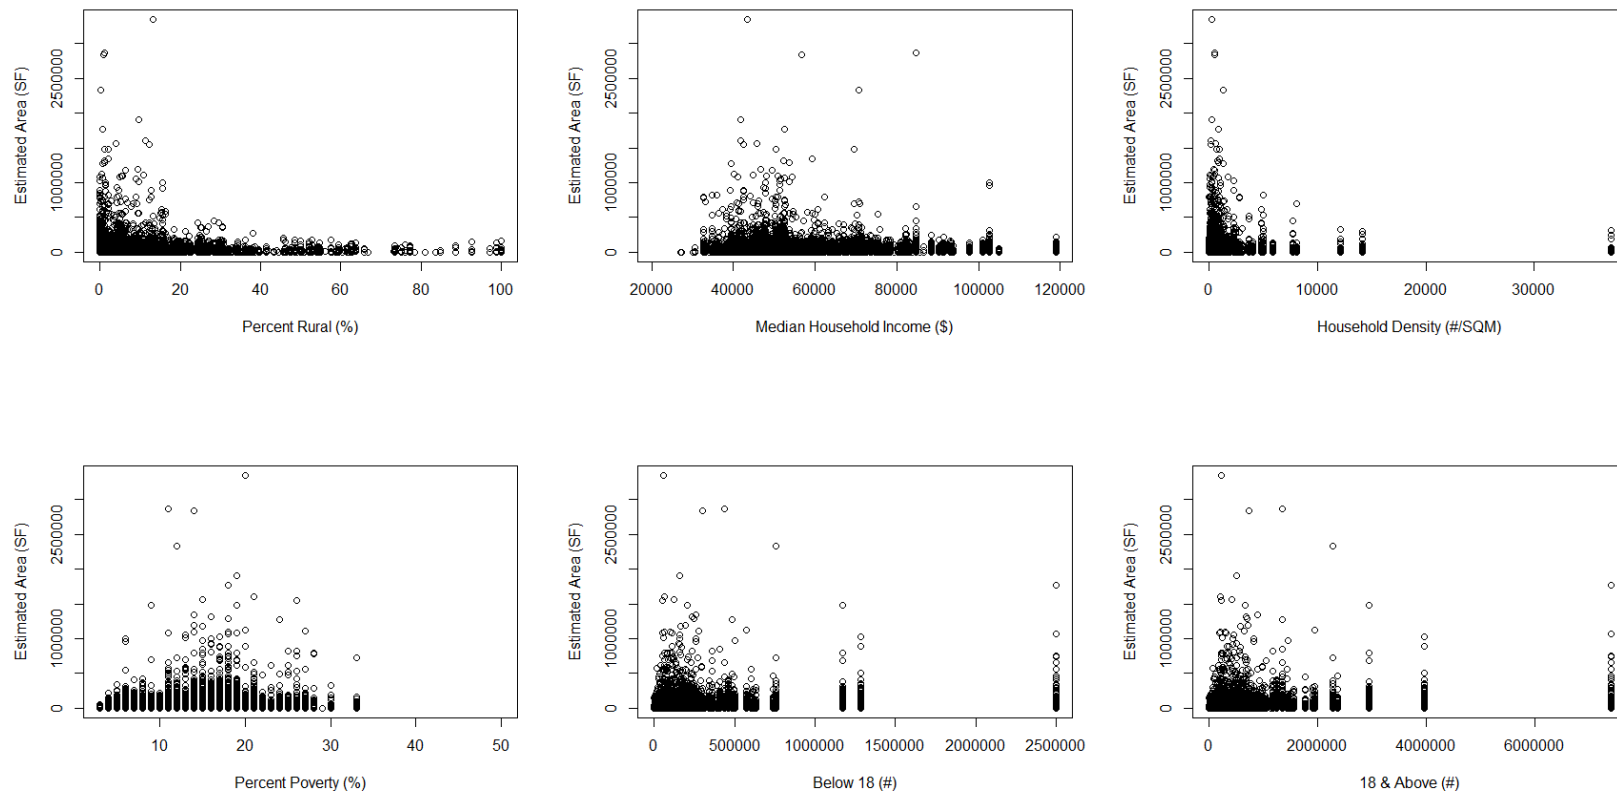 Estimated Area (SF)
0 1000000 2500000
0 20 40 60 80 100
Percent Rural (%)
Estimated Area (SF)
0 1000000 2500000
20000 40000 60000 80000 100000 120000
Median Household Income ($)
Estimated Area (SF)
0 1000000 2500000
0 10000 20000 30000
Household Density (#/SQM)
Estimated Area (SF)
0 1000000 2500000
10 20 30 40 50
Percent Poverty (%)
Estimated Area (SF)
0 1000000 2500000
0 500000 1000000 1500000 2000000 2500000
Below 18 (#)
Estimated Area (SF)
0 1000000 2500000
0 2000000 4000000 6000000
18 & Above (#)